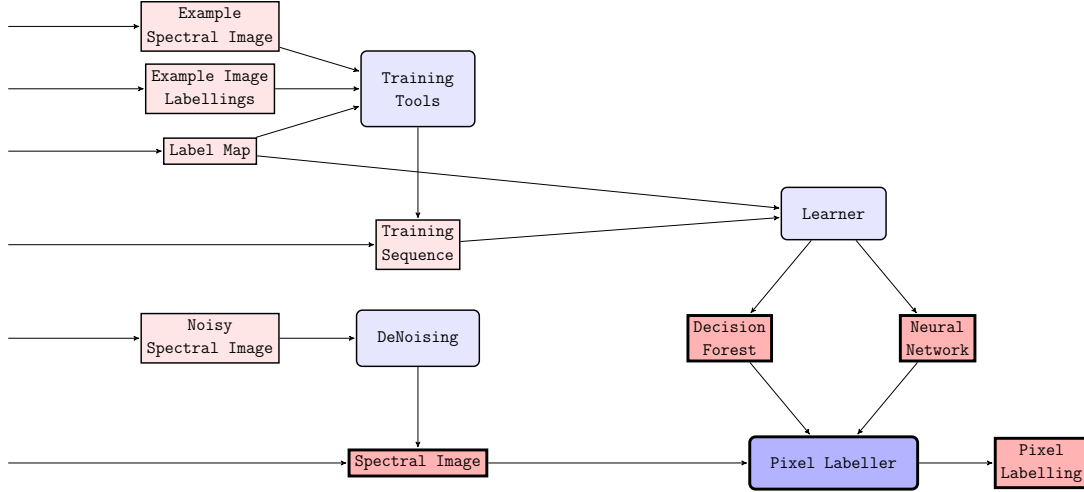 Example
Spectral Image
Example Image
Labellings
Label Map
Training
Tools
Training
Sequence
Learner
Noisy
Spectral Image
DeNoising
Decision
Forest
Neural
Network
Spectral Image
Pixel Labeller
Pixel
Labelling